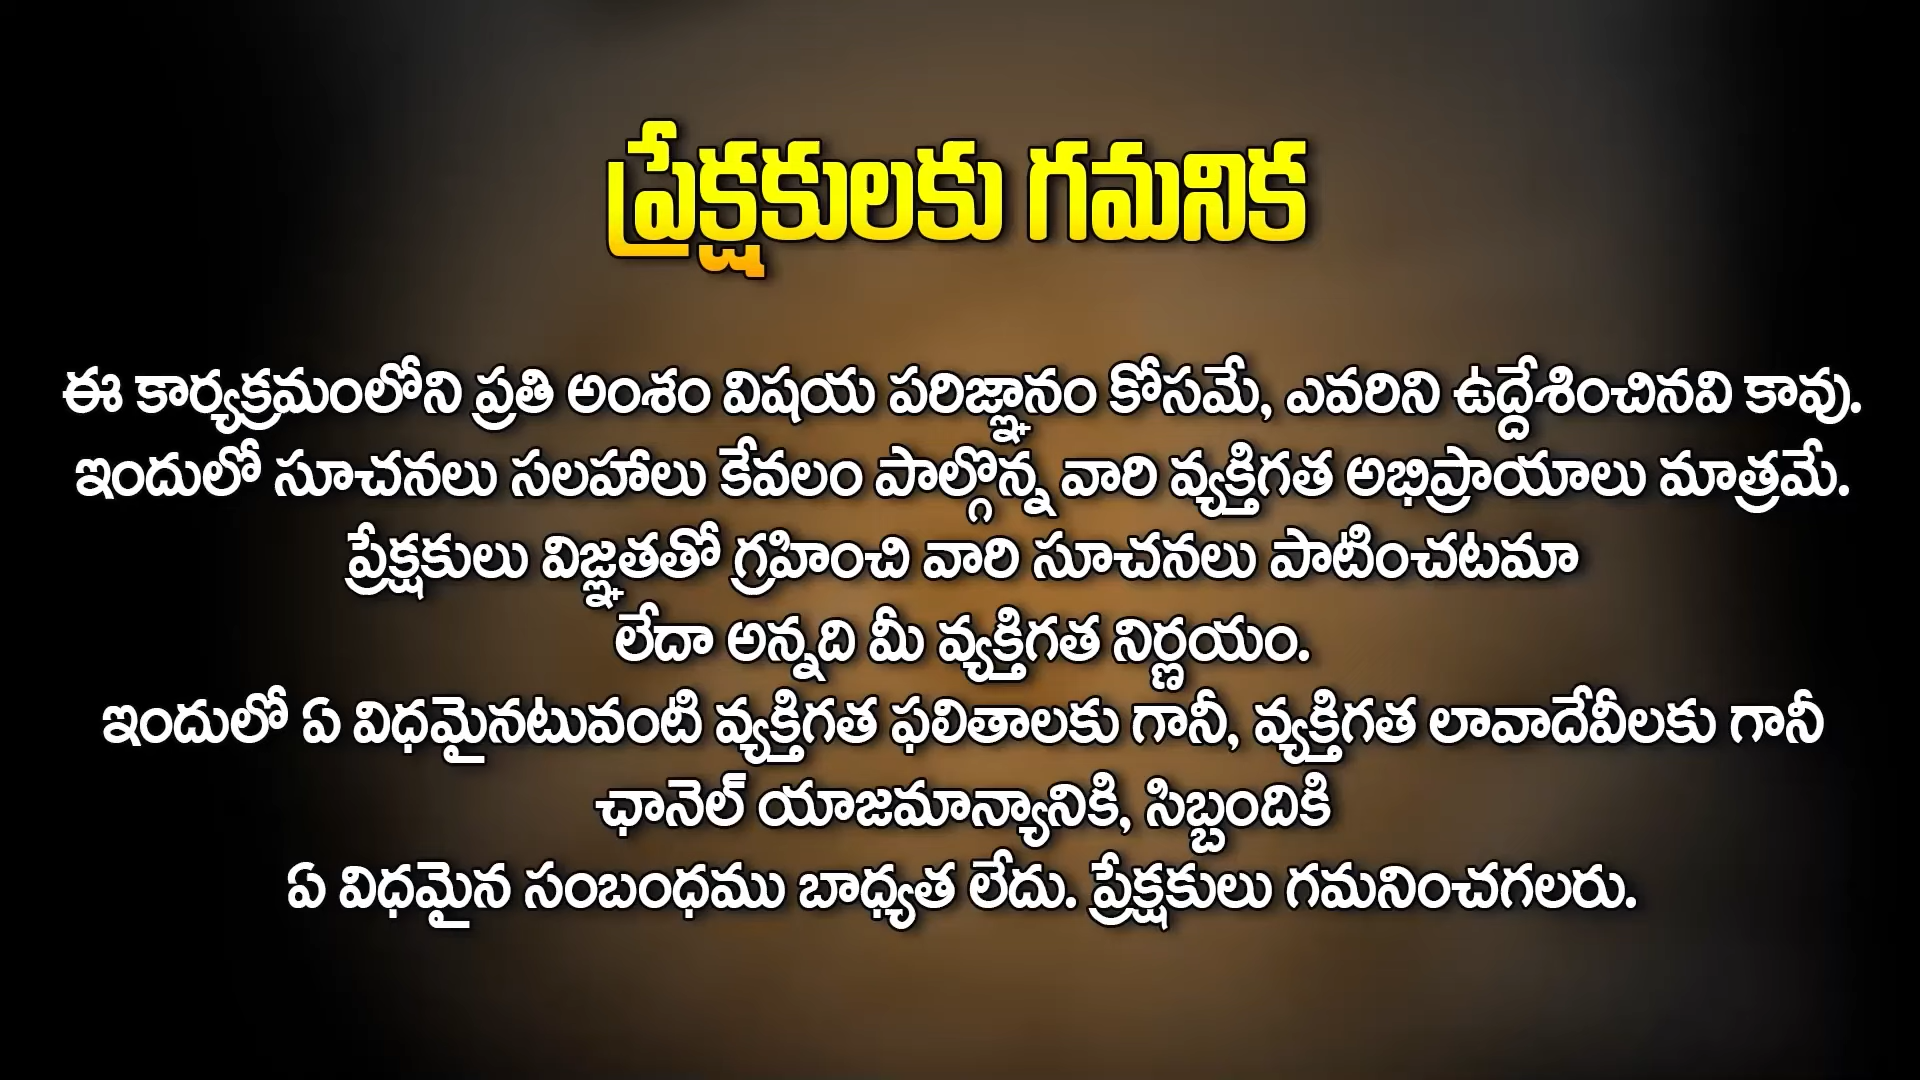 ప్రేక్షకులకు గమనిక
ఈ కార్యక్రమంలోని ప్రతి అంశం విషయ పరిజ్ఞానం కోసమే, ఎవరిని ఉద్దేశించినవి కావు.
ఇందులో సూచనలు సలహాలు కేవలం పాల్గొన్న వారి వ్యక్తిగత అభిప్రాయాలు మాత్రమే.
ప్రేక్షకులు విజ్ఞతతో గ్రహించి వారి సూచనలు పాటించటమా
లేదా అన్నది మీ వ్యక్తిగత నిర్ణయం.
ఇందులో ఏ విధమైనటువంటి వ్యక్తిగత ఫలితాలకు గానీ, వ్యక్తిగత లావాదేవీలకు గానీ
ఛానెల్ యాజమాన్యానికి, సిబ్బందికి
ఏ విధమైన సంబంధము బాధ్యత లేదు. ప్రేక్షకులు గమనించగలరు.